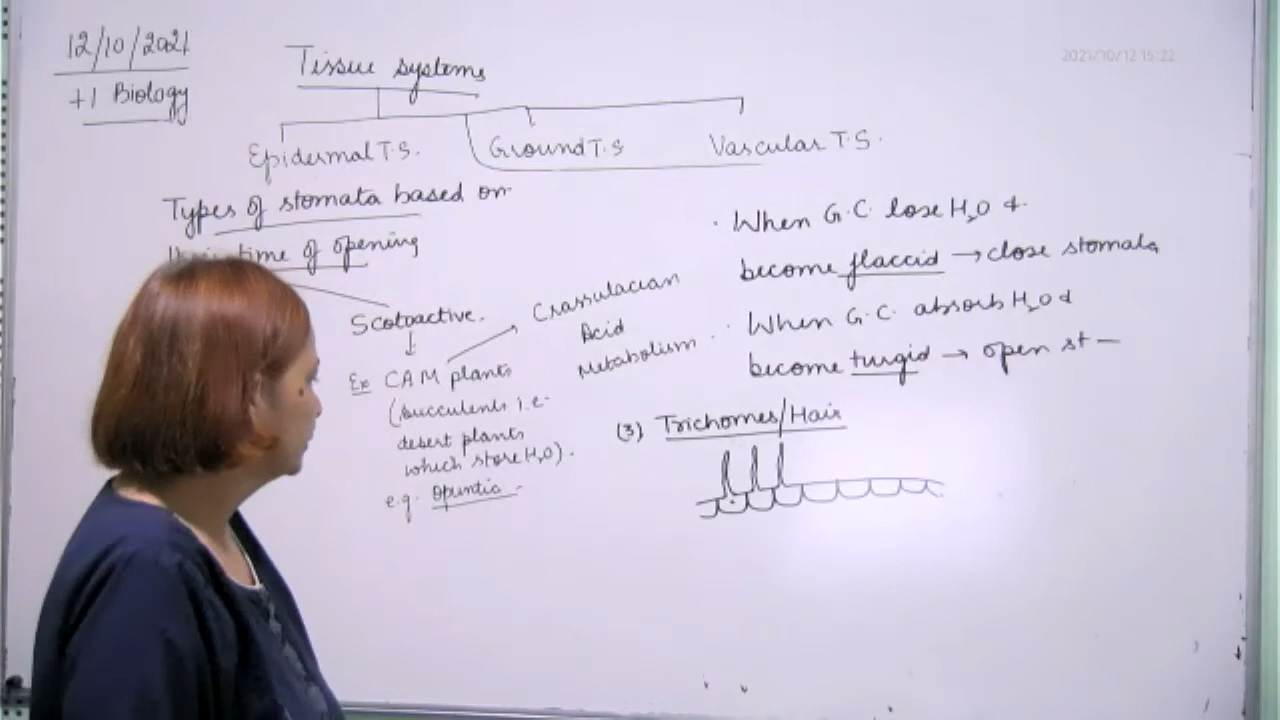 12/10/2021
+1 Biology
2021/10/12 15:22
Tissue systems
Epidermal T.S.
Ground T.S
Vascular T.S.
Types of stomata based on
time of opening
Scotoactive.
Ex CAM plants
(succulents i.e-
desert plants
which store H2O).
e.g. Opuntia -
Crassulacian
Acid
Metabolism
· When G.C. lose H2O &
become flaccid → close stomata
· When G.C. absorb H2O &
become turgid → open st —
(3) Trichomes/Hair